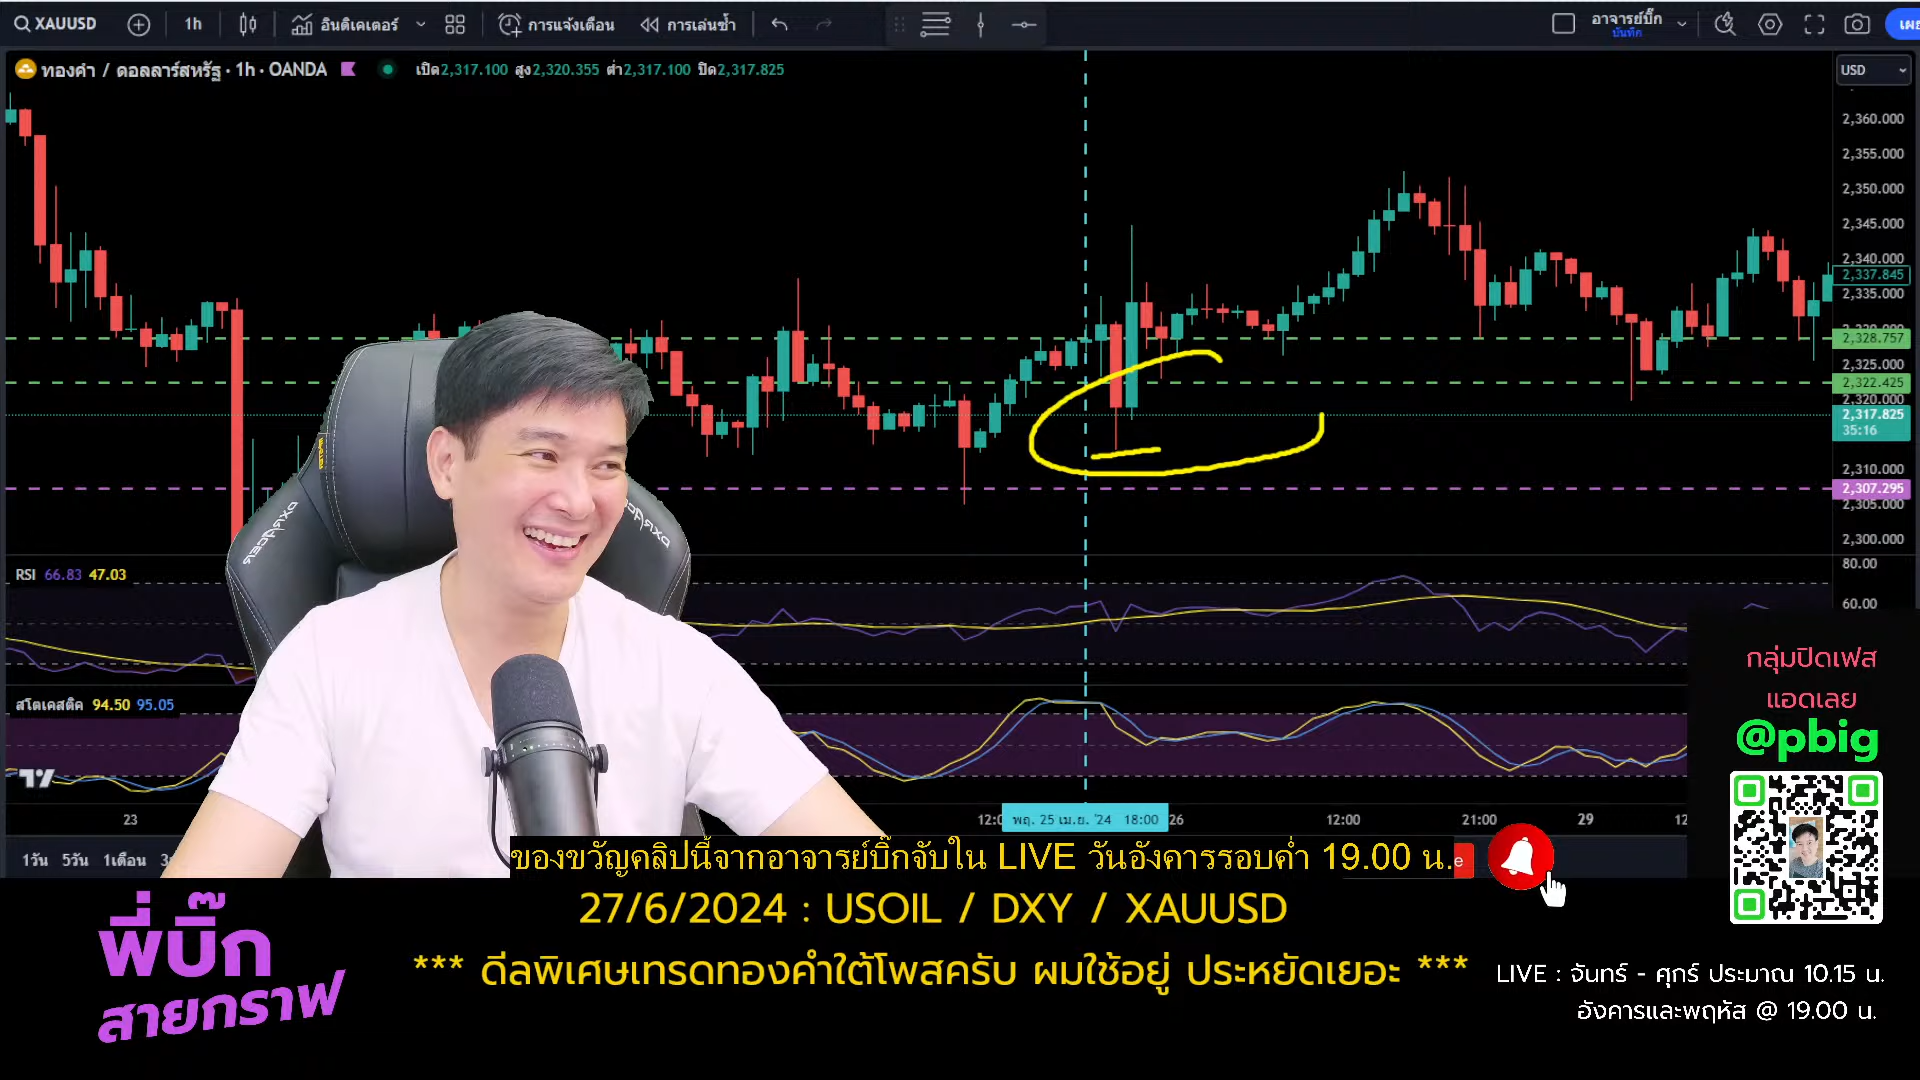 XAUUSD
1h
อินดิเคเตอร์
การแจ้งเตือน
การเล่นซ้ำ
อาจารย์บิ๊ก
บันทึก
ทองคำ / ดอลลาร์สหรัฐ · 1h · OANDA
เปิด2,317.100 สูง2,320.355 ต่ำ2,317.100 ปิด2,317.825
USD
2,360.000
2,355.000
2,350.000
2,345.000
2,340.000
2,337.845
2,335.000
2,328.757
2,325.000
2,322.425
2,320.000
2,317.825
35:16
2,310.000
2,307.295
2,305.000
2,300.000
80.00
60.00
RSI 66.83 47.03
DXRACER
DXRACER
สโตแคสติค 94.50 95.05
23
พฤ. 25 เม.ย. '24 18:00
26
12:00
21:00
29
1วัน 5วัน 1เดือน
กลุ่มปิดเฟส
แอดเลย
@pbig
ของขวัญคลิปนี้จากอาจารย์บิ๊กจับใน LIVE วันอังคารรอบค่ำ 19.00 น.
27/6/2024 : USOIL / DXY / XAUUSD
*** ดีลพิเศษเทรดทองคำใต้โพสครับ ผมใช้อยู่ ประหยัดเยอะ ***
พี่บิ๊ก
สายกราฟ
LIVE : จันทร์ - ศุกร์ ประมาณ 10.15 น.
อังคารและพฤหัส @ 19.00 น.